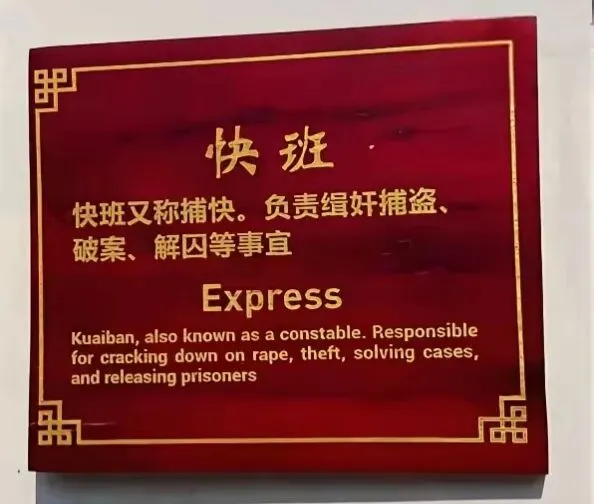 快班
快班又称捕快。负责缉奸捕盗、
破案、解囚等事宜
Express
Kuaiban, also known as a constable. Responsible
for cracking down on rape, theft, solving cases,
and releasing prisoners